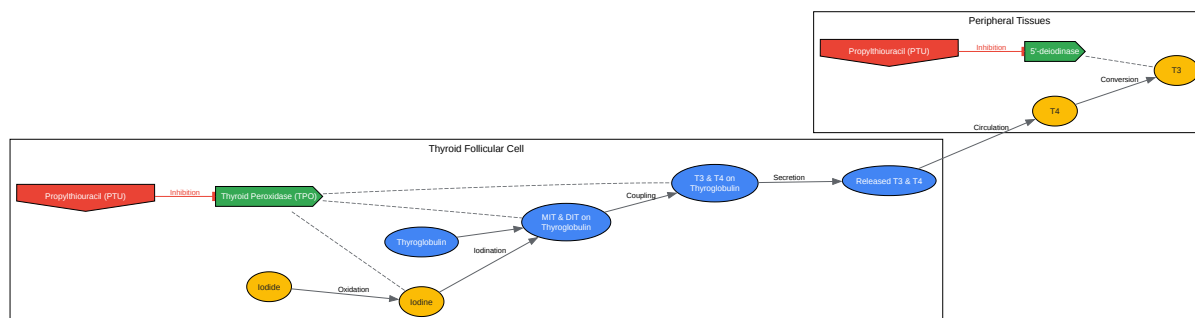 Peripheral Tissues
Propylthiouracil (PTU)
Inhibition
5'-deiodinase
T3
Conversion
T4
Circulation
Thyroid Follicular Cell
Propylthiouracil (PTU)
Inhibition
Thyroid Peroxidase (TPO)
T3 & T4 on
Thyroglobulin
Secretion
Released T3 & T4
Coupling
MIT & DIT on
Thyroglobulin
Thyroglobulin
Iodination
Iodide
Oxidation
Iodine